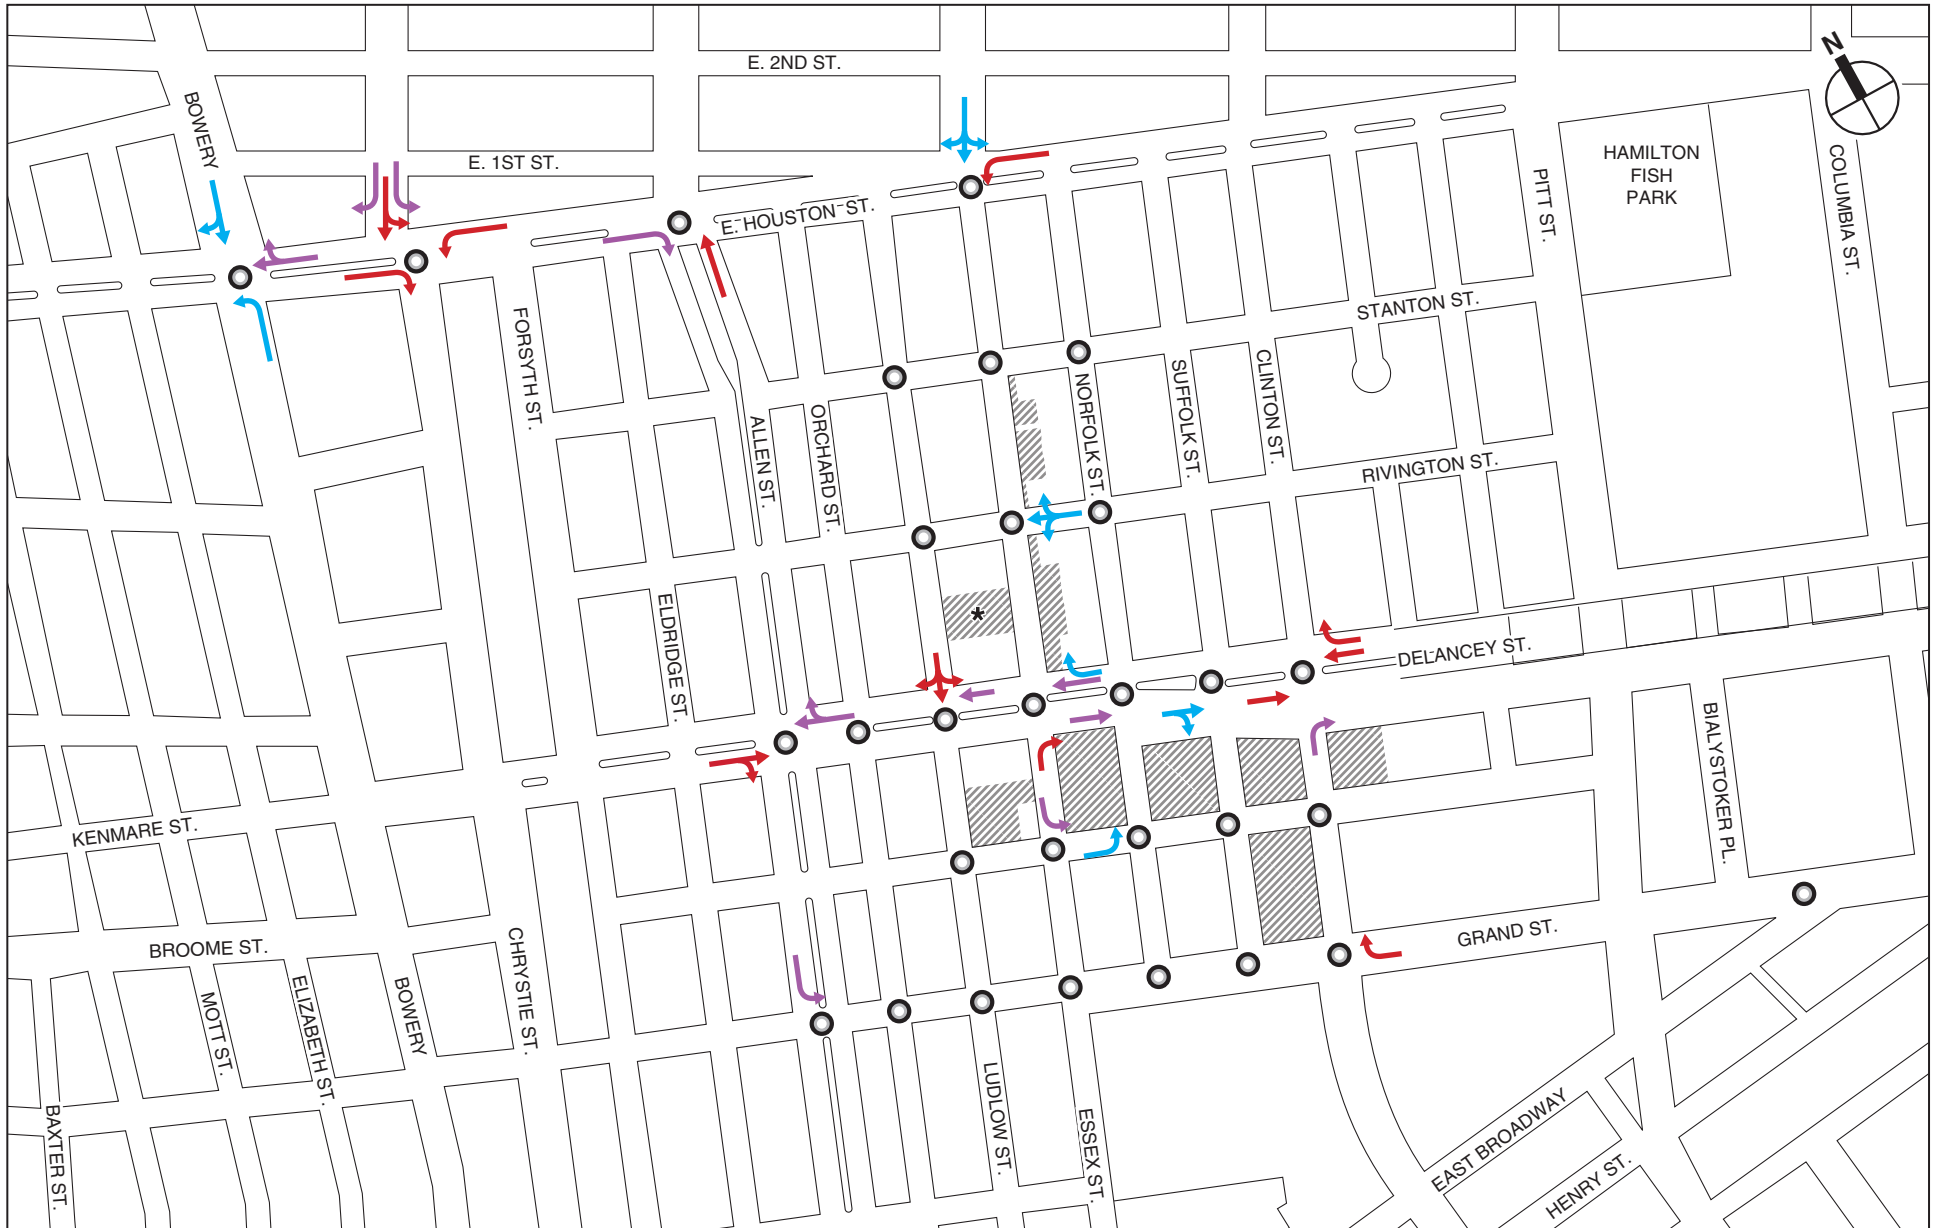 E. 2ND ST.
N
BOWERY
E. 1ST ST.
HAMILTON
FISH
PARK
COLUMBIA ST.
PITT ST.
E. HOUSTON ST.
STANTON ST.
FORSYTH ST.
NORFOLK ST.
SUFFOLK ST.
CLINTON ST.
ALLEN ST.
ORCHARD ST.
RIVINGTON ST.
ELDRIDGE ST.
*
DELANCEY ST.
BIALYSTOKER PL.
KENMARE ST.
BROOME ST.
GRAND ST.
CHRYSTIE ST.
MOTT ST.
ELIZABETH ST.
BOWERY
LUDLOW ST.
ESSEX ST.
BAXTER ST.
EAST BROADWAY
HENRY ST.